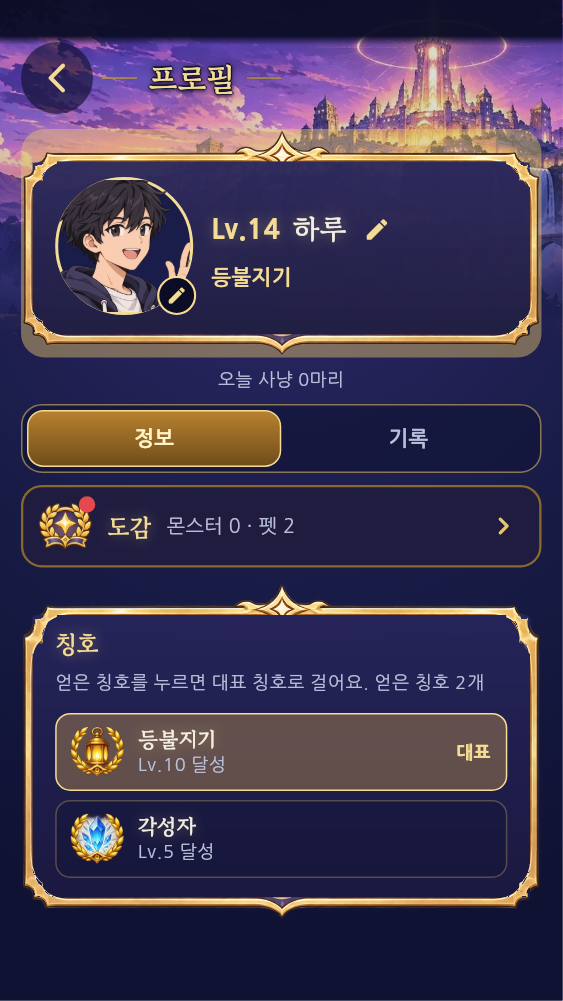 프로필
Lv.14 하루
등불지기
오늘 사냥 0마리
정보
기록
도감 몬스터 0 · 펫 2
칭호
얻은 칭호를 누르면 대표 칭호로 걸어요. 얻은 칭호 2개
등불지기
대표
Lv.10 달성
각성자
Lv.5 달성